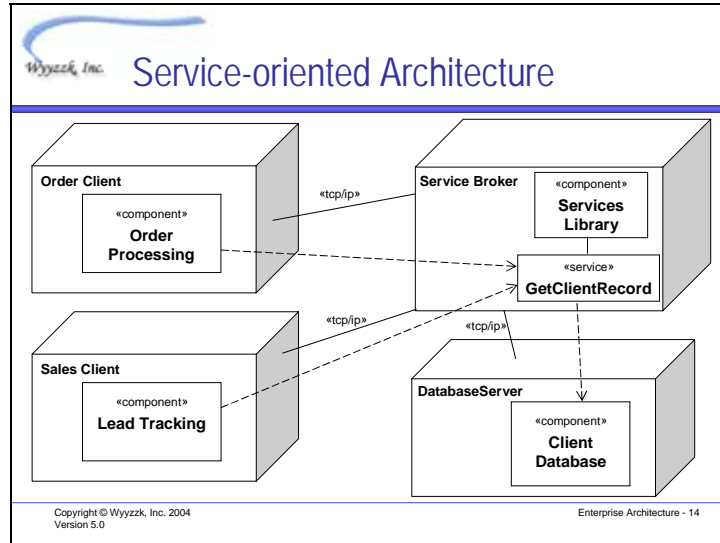 Wyyzzk, Inc.
Service-oriented Architecture
Order Client
«component»
Order
Processing
«tcp/ip»
Service Broker
«component»
Services
Library
«service»
GetClientRecord
«tcp/ip»
«tcp/ip»
Sales Client
«component»
Lead Tracking
DatabaseServer
«component»
Client
Database
Copyright © Wyyzzk, Inc. 2004
Version 5.0
Enterprise Architecture - 14